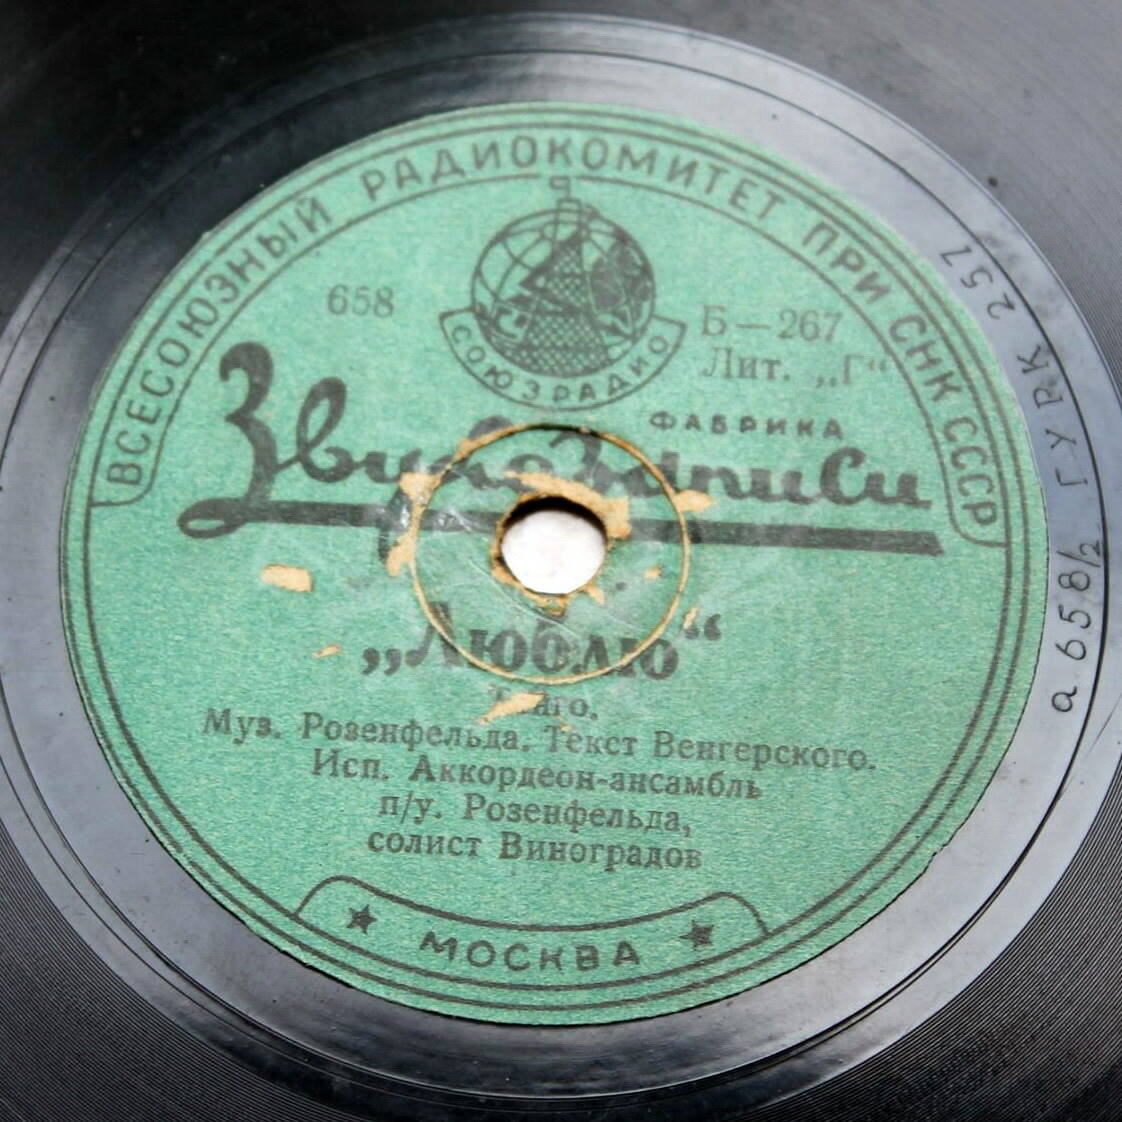 ВСЕСОЮЗНЫЙ РАДИОКОМИТЕТ ПРИ СНК СССР
СОЮЗРАДИО
658
Б—267
Лит. „Г“
ФАБРИКА
ЗвукоЗаписи
„Люблю“
Танго.
Муз. Розенфельда. Текст Венгерского.
Исп. Аккордеон-ансамбль
п/у. Розенфельда,
солист Виноградов
★ МОСКВА ★
а 658/2 ГУРК 257